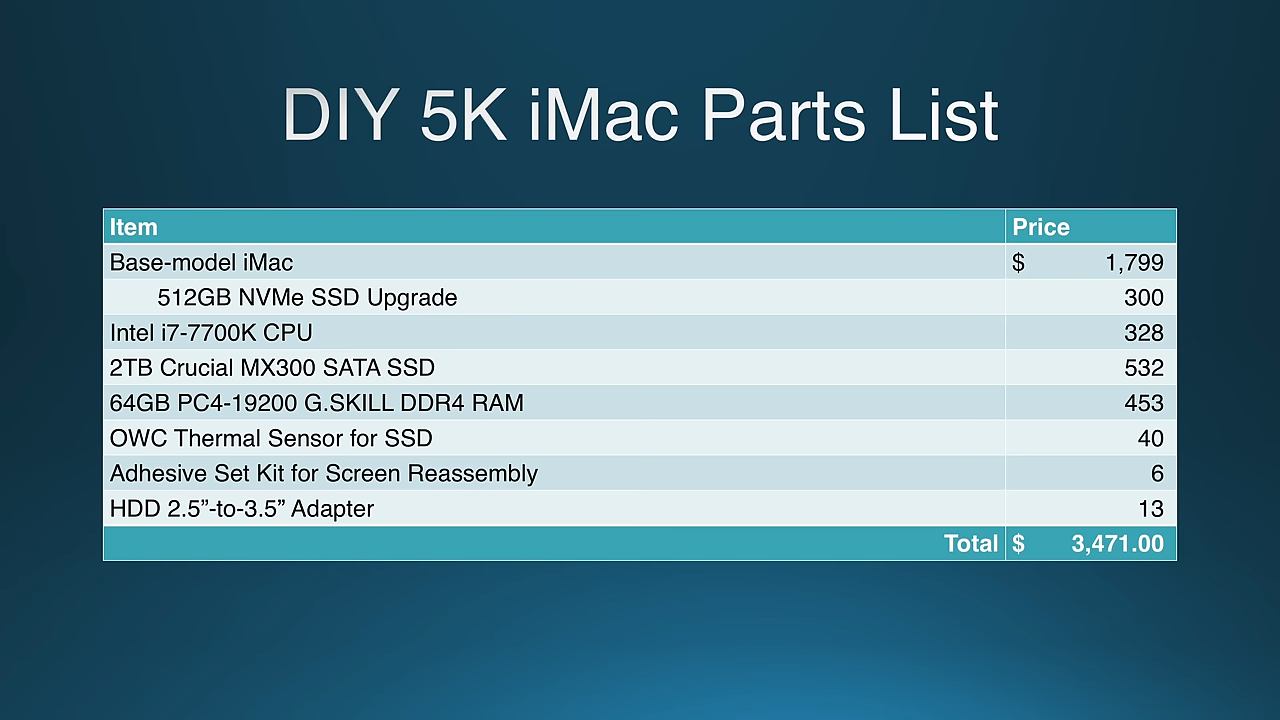 DIY 5K iMac Parts List
Item Price
Base-model iMac $ 1,799
512GB NVMe SSD Upgrade 300
Intel i7-7700K CPU 328
2TB Crucial MX300 SATA SSD 532
64GB PC4-19200 G.SKILL DDR4 RAM 453
OWC Thermal Sensor for SSD 40
Adhesive Set Kit for Screen Reassembly 6
HDD 2.5”-to-3.5” Adapter 13
Total $ 3,471.00